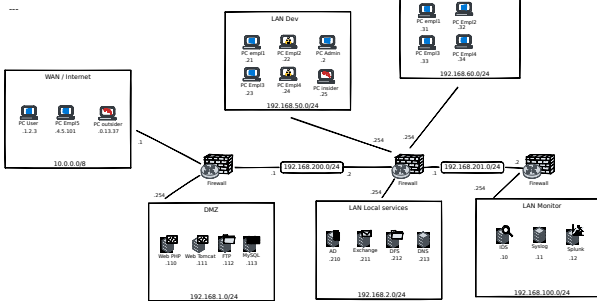 LAN Dev
PC empl1
.21
PC Empl2
.22
PC Admin
.2
PC Empl3
.23
PC Empl4
.24
PC insider
.25
192.168.50.0/24
PC empl1
.31
PC Empl2
.32
PC Empl3
.33
PC Empl4
.34
192.168.60.0/24
WAN / Internet
PC User
.1.2.3
PC Empl5
.4.5.101
PC outsider
.0.13.37
10.0.0.0/8
.1
.254
.254
Firewall
.1
192.168.200.0/24
.2
Firewall
.1
192.168.201.0/24
.2
Firewall
.254
.254
.254
DMZ
Web PHP
.110
Web Tomcat
.111
FTP
.112
MySQL
.113
192.168.1.0/24
LAN Local services
AD
.210
Exchange
.211
DFS
.212
DNS
.213
192.168.2.0/24
LAN Monitor
IDS
.10
Syslog
.11
Splunk
.12
192.168.100.0/24